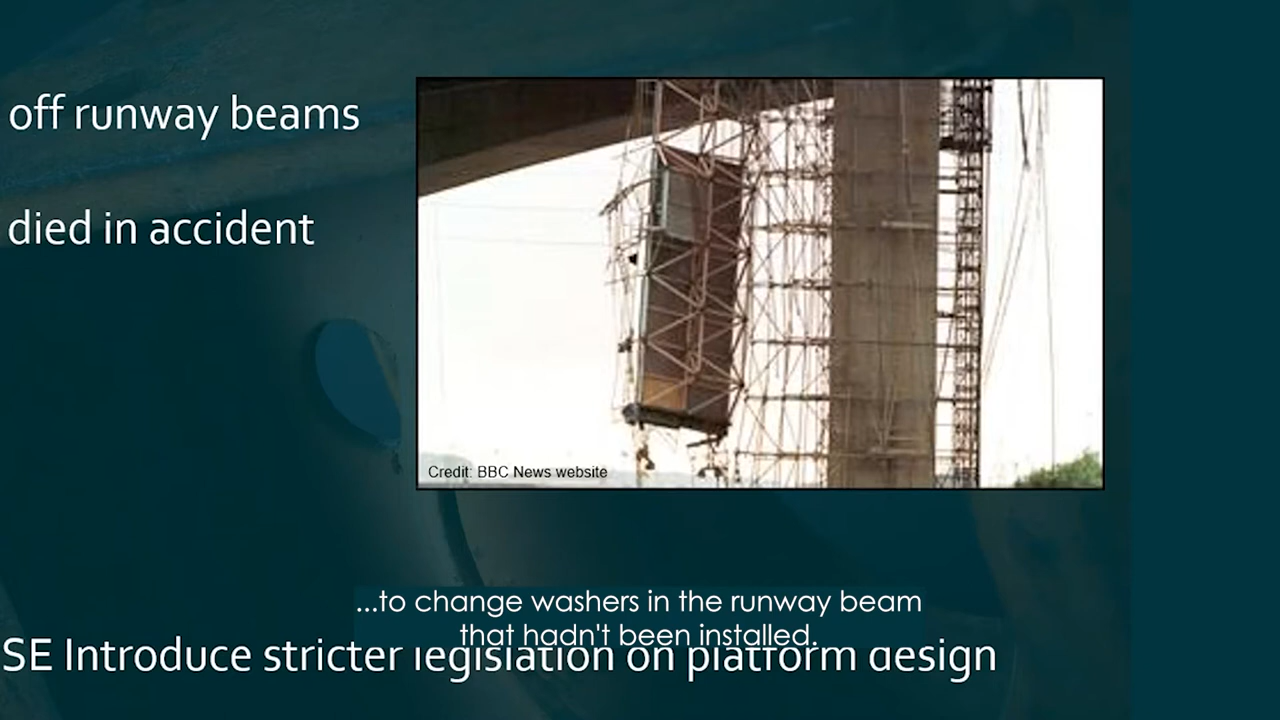 off runway beams
died in accident
Credit: BBC News website
...to change washers in the runway beam
that hadn't been installed.
SE Introduce stricter legislation on platform design